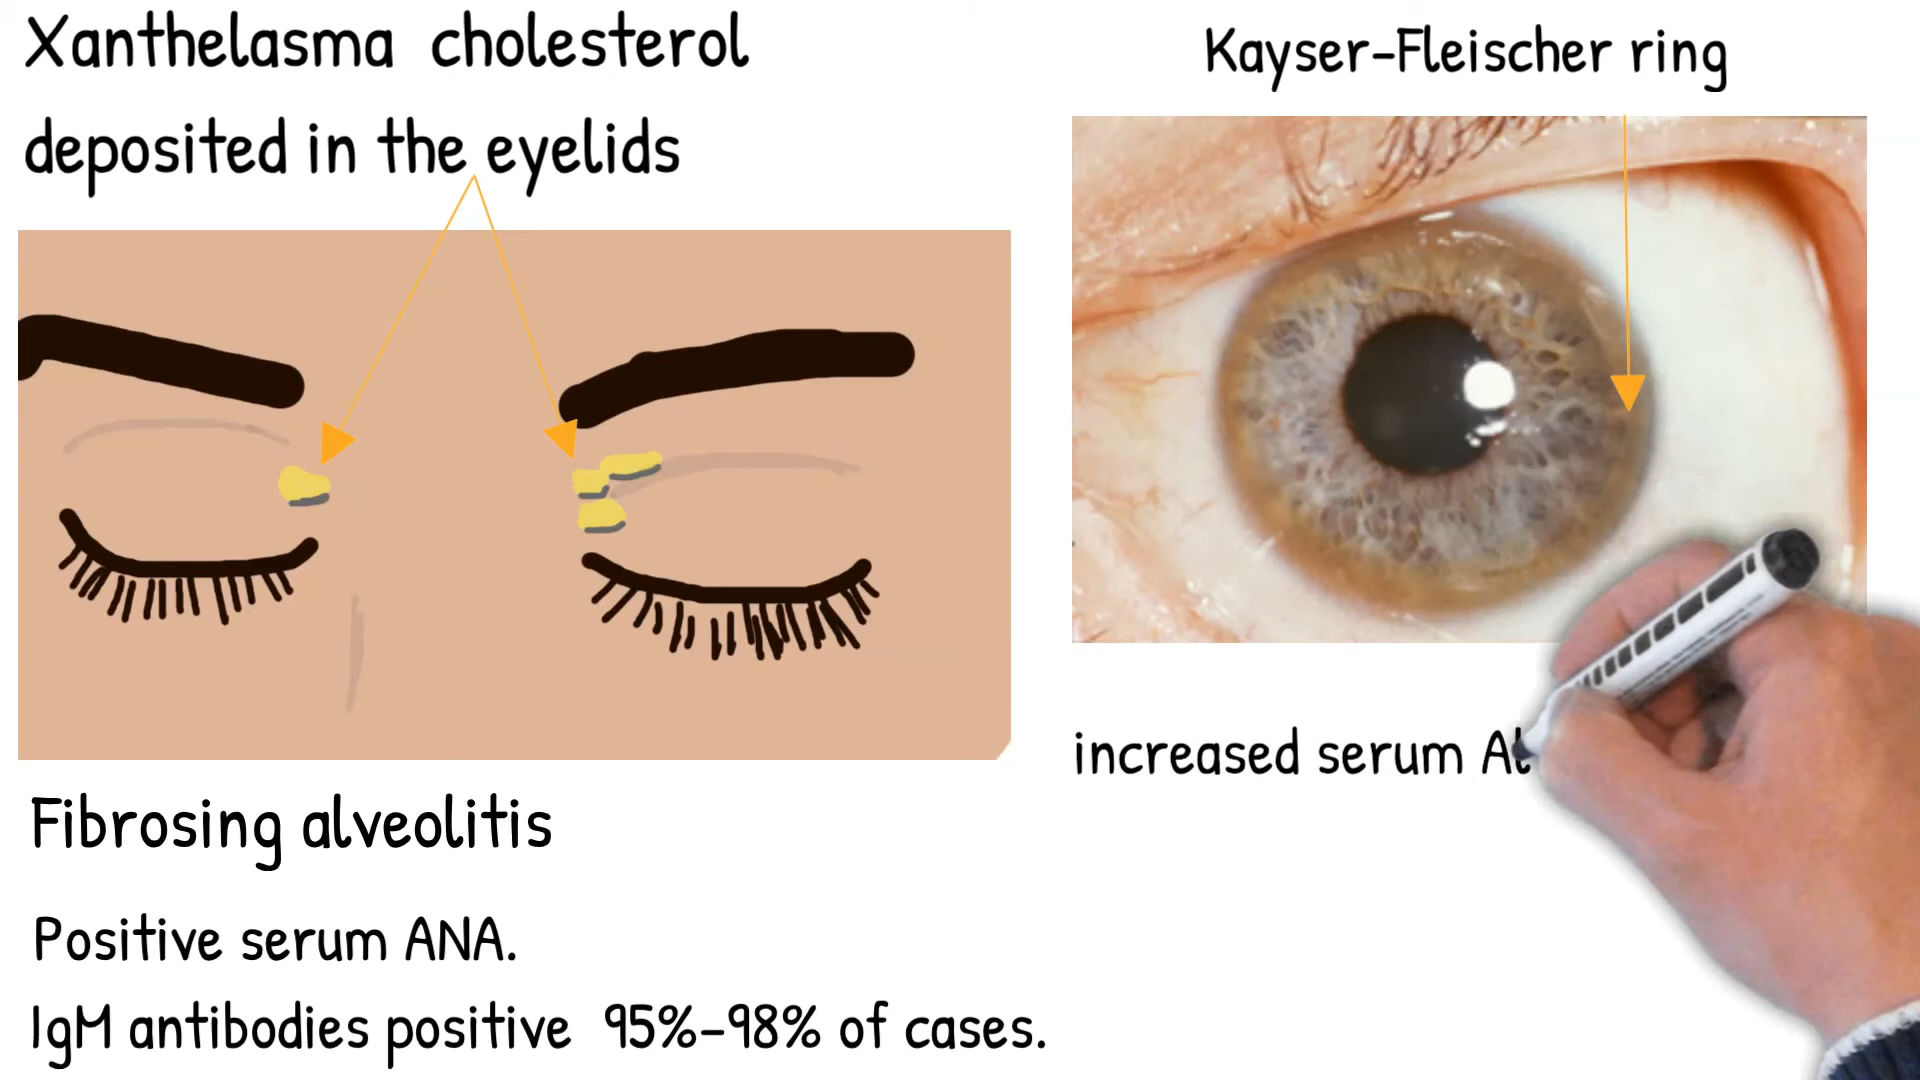 Xanthelasma cholesterol
deposited in the eyelids
Kayser-Fleischer ring
Fibrosing alveolitis
Positive serum ANA.
IgM antibodies positive 95%-98% of cases.
increased serum Al